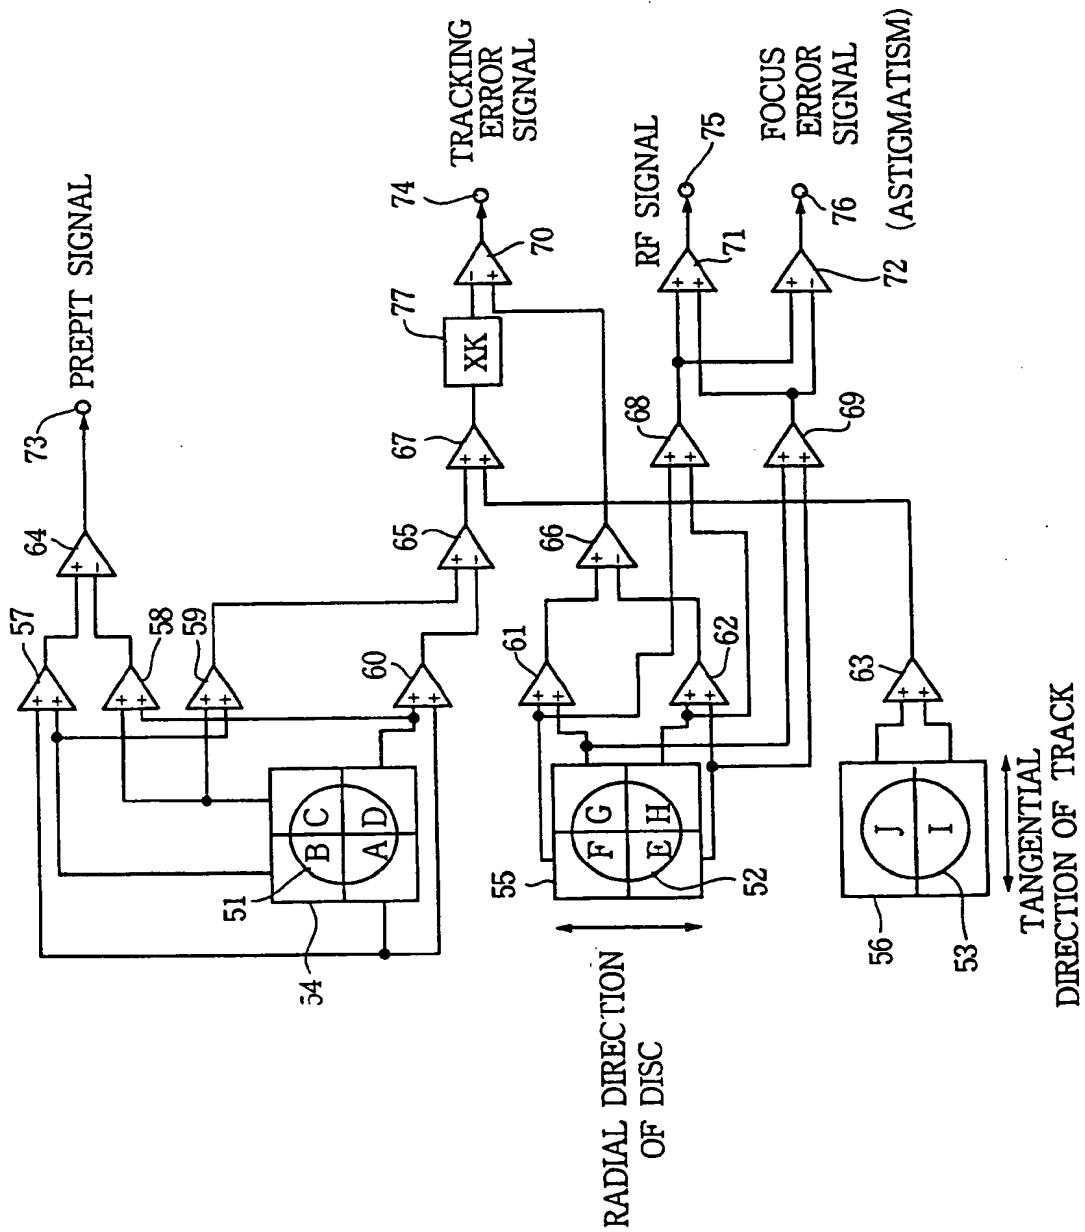 57
64
73
PREPIT SIGNAL
58
59
60
65
67
77
XK
74
70
TRACKING
ERROR
SIGNAL
B
C
A
D
51
54
61
62
66
68
69
RF SIGNAL
75
71
FOCUS
ERROR
SIGNAL
76
72
(ASTIGMATISM)
F
G
E
H
55
52
RADIAL DIRECTION
OF DISC
63
J
I
56
53
TANGENTIAL
DIRECTION OF TRACK
+
+
+
+
+
+
+
+
+
-
+
-
+
+
-
+
+
+
+
+
+
-
+
+
+
+
+
+
+
-
+
+